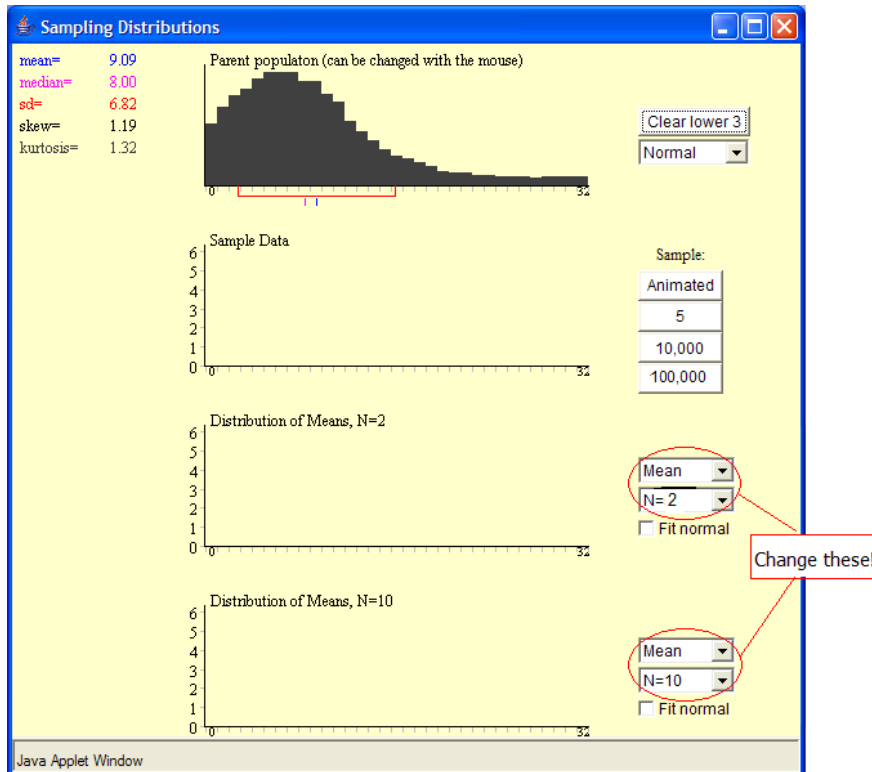 Sampling Distributions
mean= 9.09
median= 8.00
sd= 6.82
skew= 1.19
kurtosis= 1.32
Parent populaton (can be changed with the mouse)
0 32
Clear lower 3
Normal
Sample Data
6
5
4
3
2
1
0
0 32
Sample:
Animated
5
10,000
100,000
Distribution of Means, N=2
6
5
4
3
2
1
0
0 32
Mean
N= 2
Fit normal
Change these!
Distribution of Means, N=10
6
5
4
3
2
1
0
0 32
Mean
N=10
Fit normal
Java Applet Window